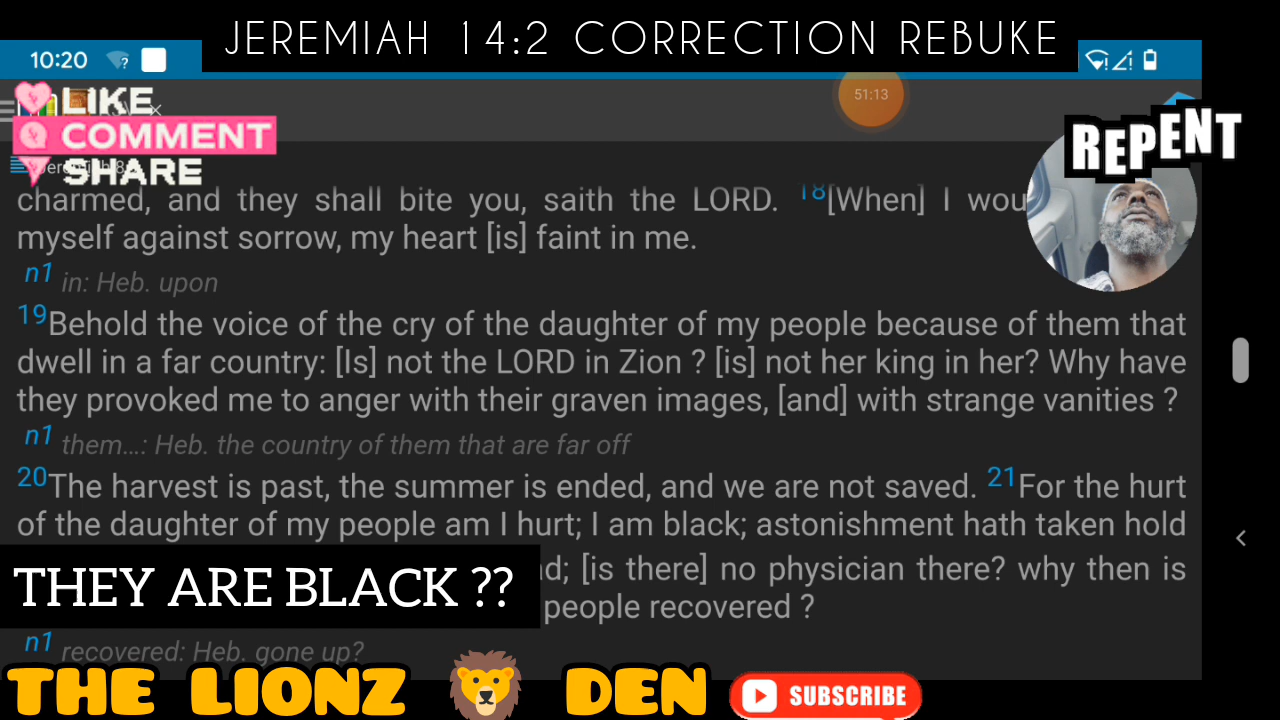 JEREMIAH 14:2 CORRECTION REBUKE
10:20
?
51:13
LIKE
COMMENT
SHARE
REPENT
charmed, and they shall bite you, saith the LORD. 18[When] I
myself against sorrow, my heart [is] faint in me.
n1 in: Heb. upon
19Behold the voice of the cry of the daughter of my people because of them that
dwell in a far country: [Is] not the LORD in Zion ? [is] not her king in her? Why have
they provoked me to anger with their graven images, [and] with strange vanities ?
n1 them...: Heb. the country of them that are far off
20The harvest is past, the summer is ended, and we are not saved. 21For the hurt
of the daughter of my people am I hurt; I am black; astonishment hath taken hold
[is there] no physician there? why then is
people recovered ?
THEY ARE BLACK ??
n1 recovered: Heb. gone up?
THE LIONZ DEN
SUBSCRIBE